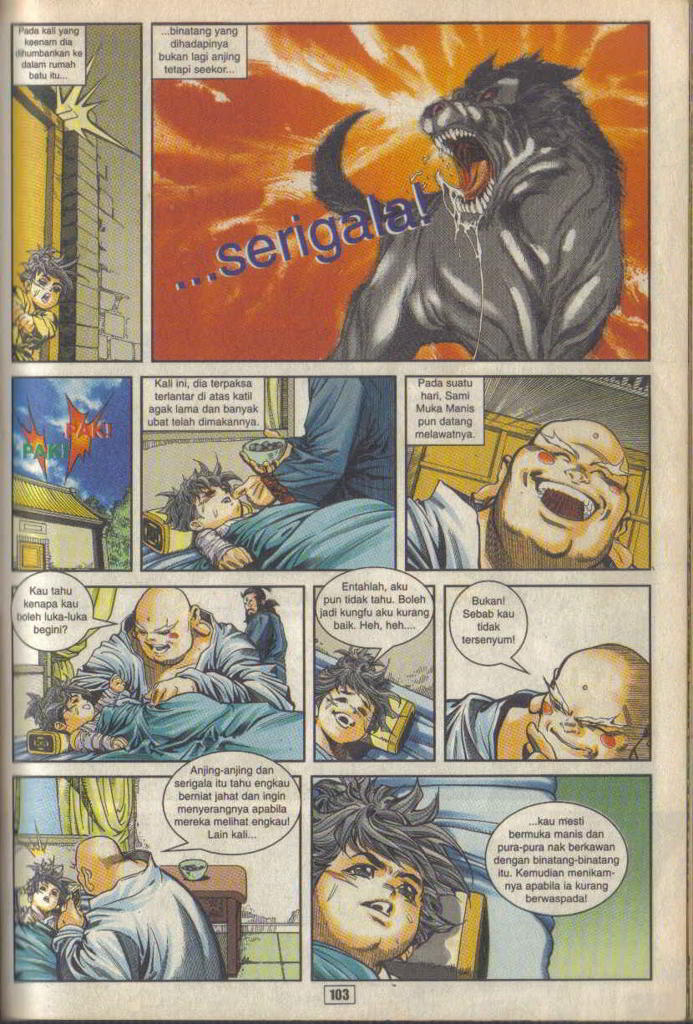 Pada kali yang
keenam dia
dihumbankan ke
dalam rumah
batu itu...
...binatang yang
dihadapinya
bukan lagi anjing
tetapi seekor...
...serigala!
PAK!
PAK!
Kali ini, dia terpaksa
terlantar di atas katil
agak lama dan banyak
ubat telah dimakannya.
Pada suatu
hari, Sami
Muka Manis
pun datang
melawatnya.
Kau tahu
kenapa kau
boleh luka-luka
begini?
Entahlah, aku
pun tidak tahu. Boleh
jadi kungfu aku kurang
baik. Heh, heh....
Bukan!
Sebab kau
tidak
tersenyum!
Anjing-anjing dan
serigala itu tahu engkau
berniat jahat dan ingin
menyerangnya apabila
mereka melihat engkau!
Lain kali...
...kau mesti
bermuka manis dan
pura-pura nak berkawan
dengan binatang-binatang
itu. Kemudian menikam-
nya apabila ia kurang
berwaspada!
103